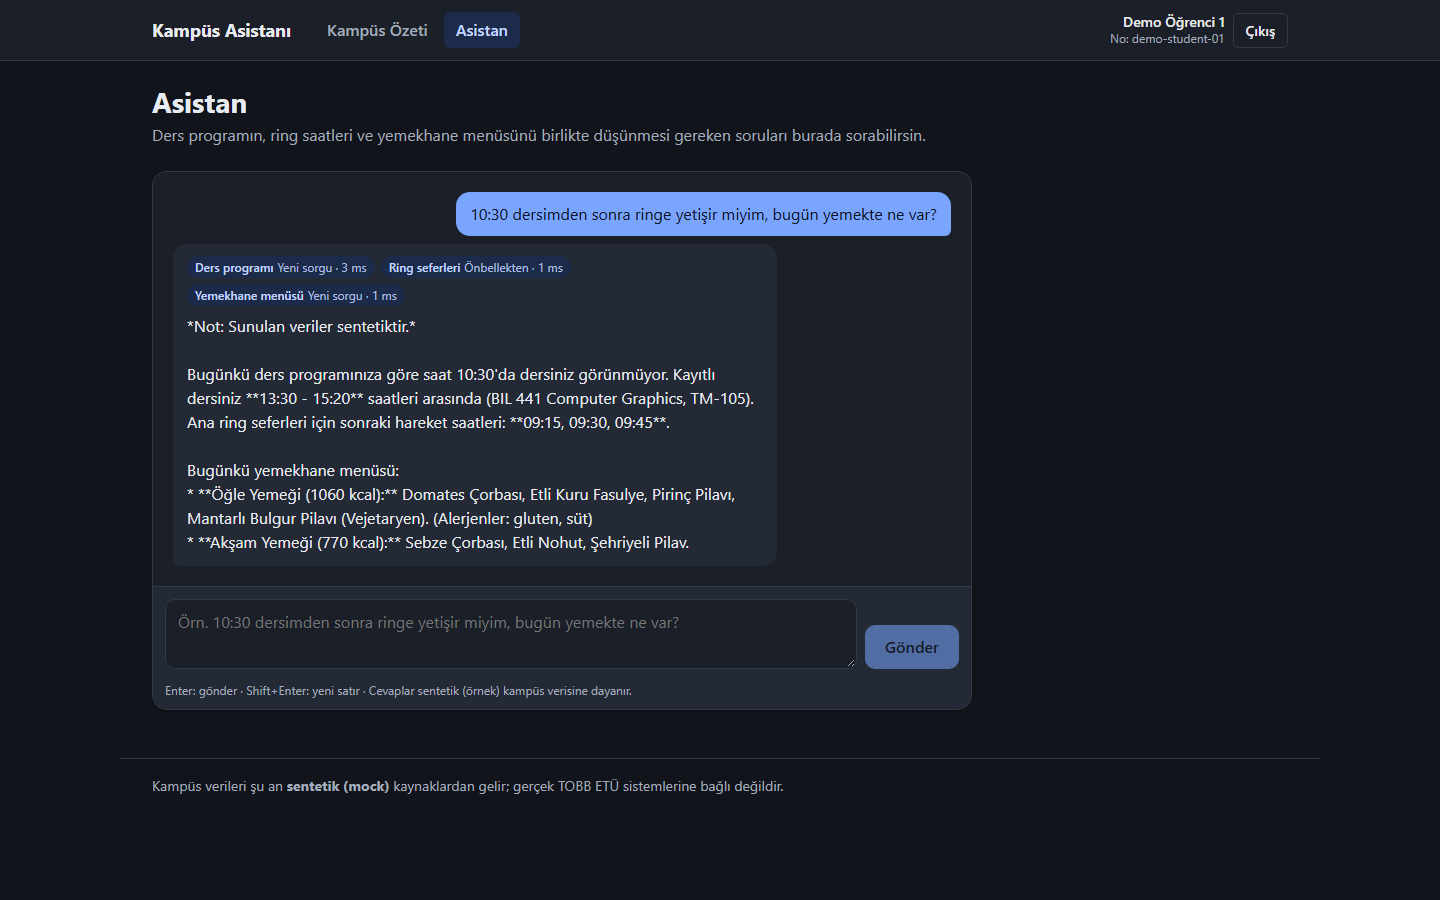 Kampüs Asistanı
Kampüs Özeti
Asistan
Demo Öğrenci 1
No: demo-student-01
Çıkış
Asistan
Ders programın, ring saatleri ve yemekhane menüsünü birlikte düşünmesi gereken soruları burada sorabilirsin.
10:30 dersimden sonra ringe yetişir miyim, bugün yemekte ne var?
Ders programı Yeni sorgu · 3 ms
Ring seferleri Önbellekten · 1 ms
Yemekhane menüsü Yeni sorgu · 1 ms
*Not: Sunulan veriler sentetiktir.*
Bugünkü ders programınıza göre saat 10:30'da dersiniz görünmüyor. Kayıtlı
dersiniz **13:30 - 15:20** saatleri arasında (BIL 441 Computer Graphics, TM-105).
Ana ring seferleri için sonraki hareket saatleri: **09:15, 09:30, 09:45**.
Bugünkü yemekhane menüsü:
* **Öğle Yemeği (1060 kcal):** Domates Çorbası, Etli Kuru Fasulye, Pirinç Pilavı,
Mantarlı Bulgur Pilavı (Vejetaryen). (Alerjenler: gluten, süt)
* **Akşam Yemeği (770 kcal):** Sebze Çorbası, Etli Nohut, Şehriyeli Pilav.
Örn. 10:30 dersimden sonra ringe yetişir miyim, bugün yemekte ne var?
Gönder
Enter: gönder · Shift+Enter: yeni satır · Cevaplar sentetik (örnek) kampüs verisine dayanır.
Kampüs verileri şu an sentetik (mock) kaynaklardan gelir; gerçek TOBB ETÜ sistemlerine bağlı değildir.